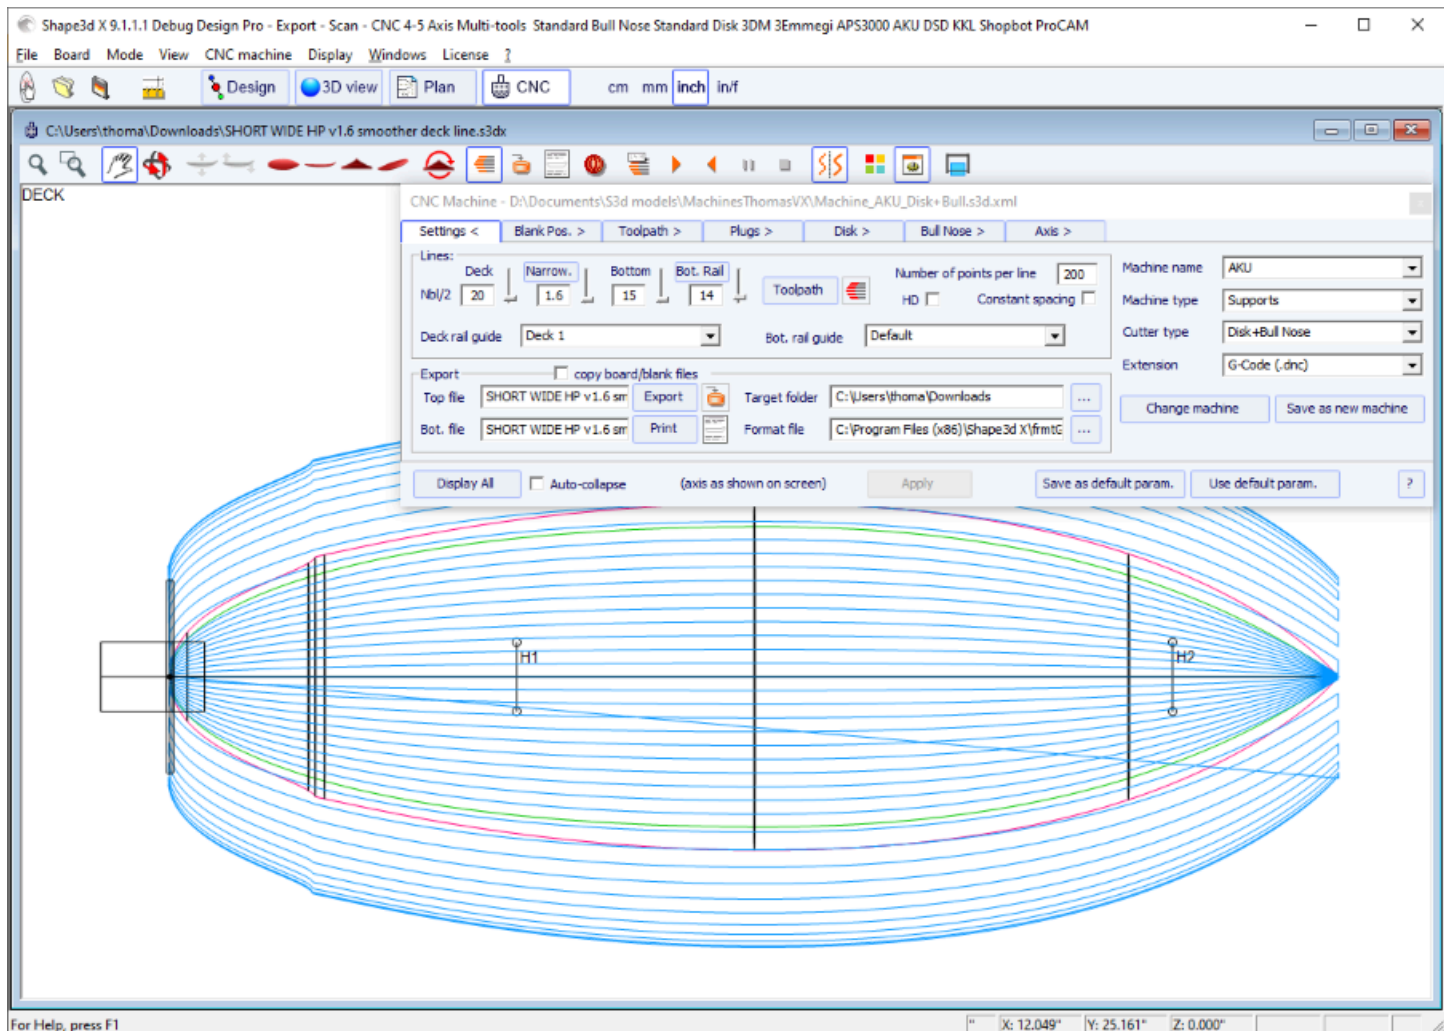 Shape3d X 9.1.1.1 Debug Design Pro - Export - Scan - CNC 4-5 Axis Multi-tools  Standard Bull Nose Standard Disk 3DM 3Emmegi APS3000 AKU DSD KKL Shopbot ProCAM
File Board Mode View CNC machine Display Windows License ?
Design 3D view Plan CNC cm mm inch in/f
C:\Users\thoma\Downloads\SHORT WIDE HP v1.6 smoother deck line.s3dx
DECK
CNC Machine - D:\Documents\S3d models\MachinesThomasVX\Machine_AKU_Disk+Bull.s3d.xml
Settings < Blank Pos. > Toolpath > Plugs > Disk > Bull Nose > Axis >
Lines:
Deck Narrow. Bottom Bot. Rail Number of points per line 200 Machine name AKU
Nbl/2 20 1.6 15 14 Toolpath HD Constant spacing Machine type Supports
Deck rail guide Deck 1 Bot. rail guide Default Cutter type Disk+Bull Nose
Export copy board/blank files Extension G-Code (.dnc)
Top file SHORT WIDE HP v1.6 sm Export Target folder C:\Users\thoma\Downloads ... Change machine Save as new machine
Bot. file SHORT WIDE HP v1.6 sm Print Format file C:\Program Files (x86)\Shape3d X\frmtG ...
Display All Auto-collapse (axis as shown on screen) Apply Save as default param. Use default param. ?
H1 H2
For Help, press F1 " X: 12.049" Y: 25.161" Z: 0.000"